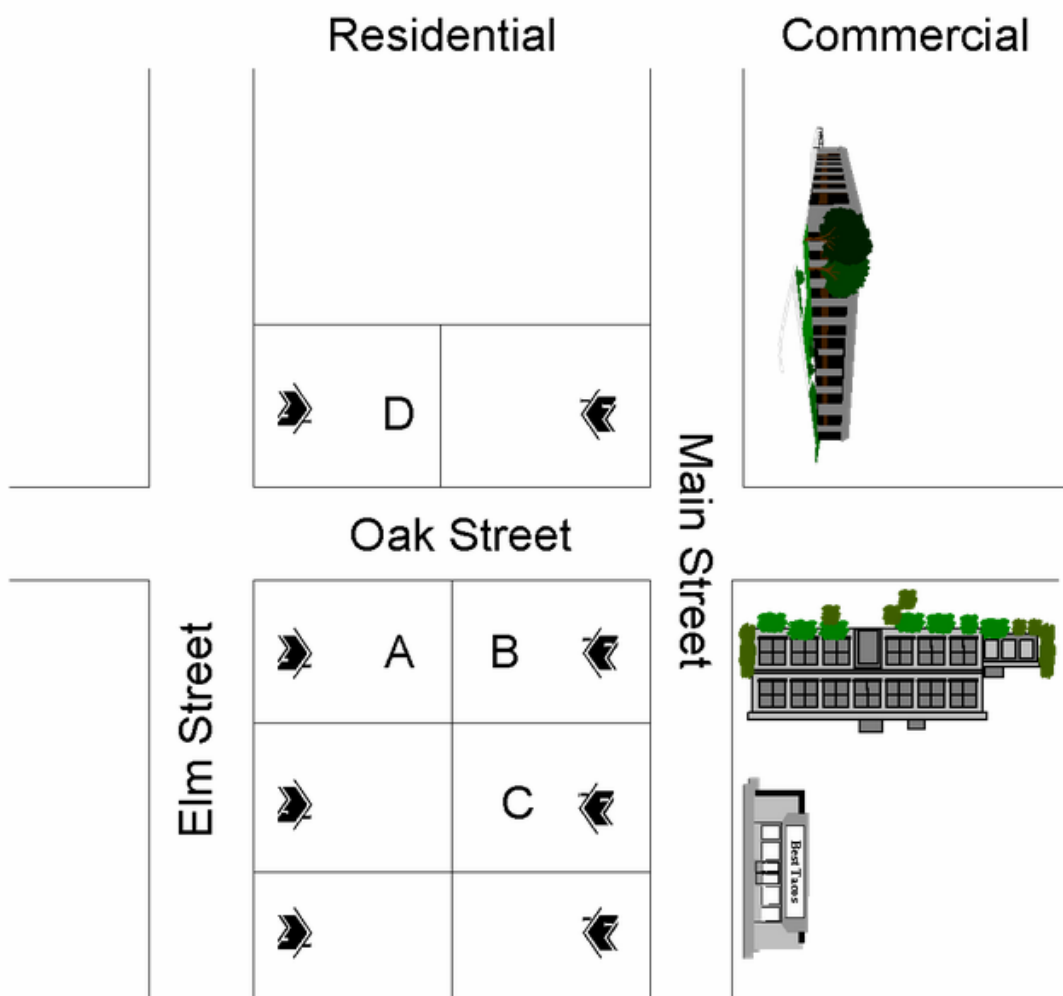 Residential
Commercial
D
Main Street
Oak Street
A
B
Elm Street
C
Best Tacos